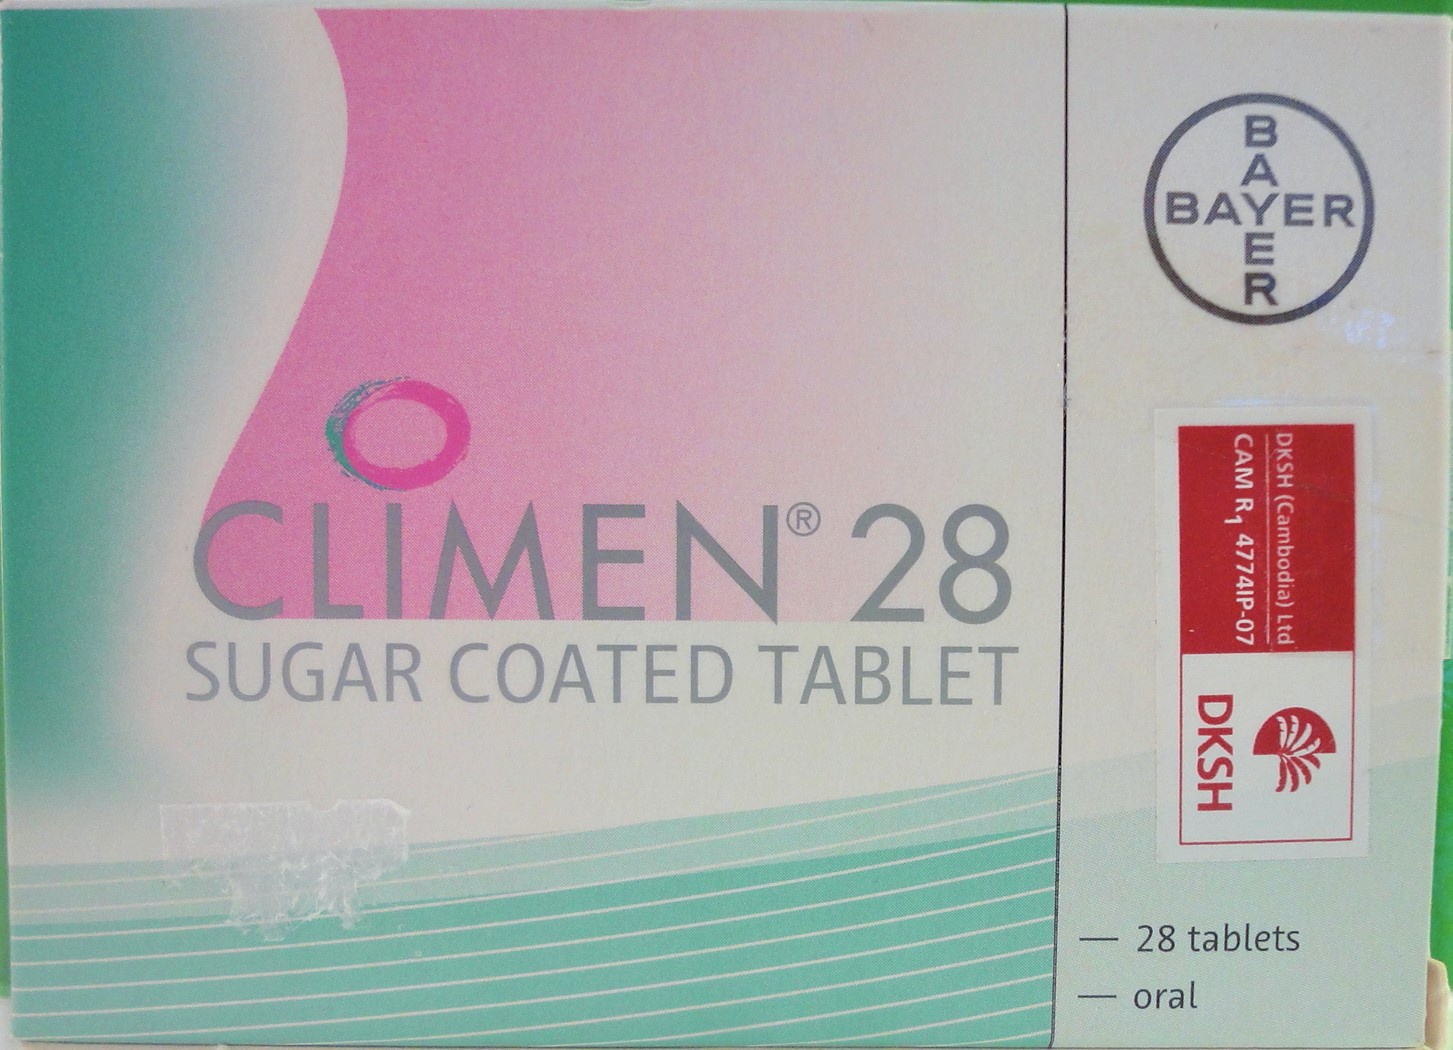 CLIMEN® 28
SUGAR COATED TABLET
BAYER
BAYER
DKSH (Cambodia) Ltd
CAM R1 4774IP-07
DKSH
— 28 tablets
— oral